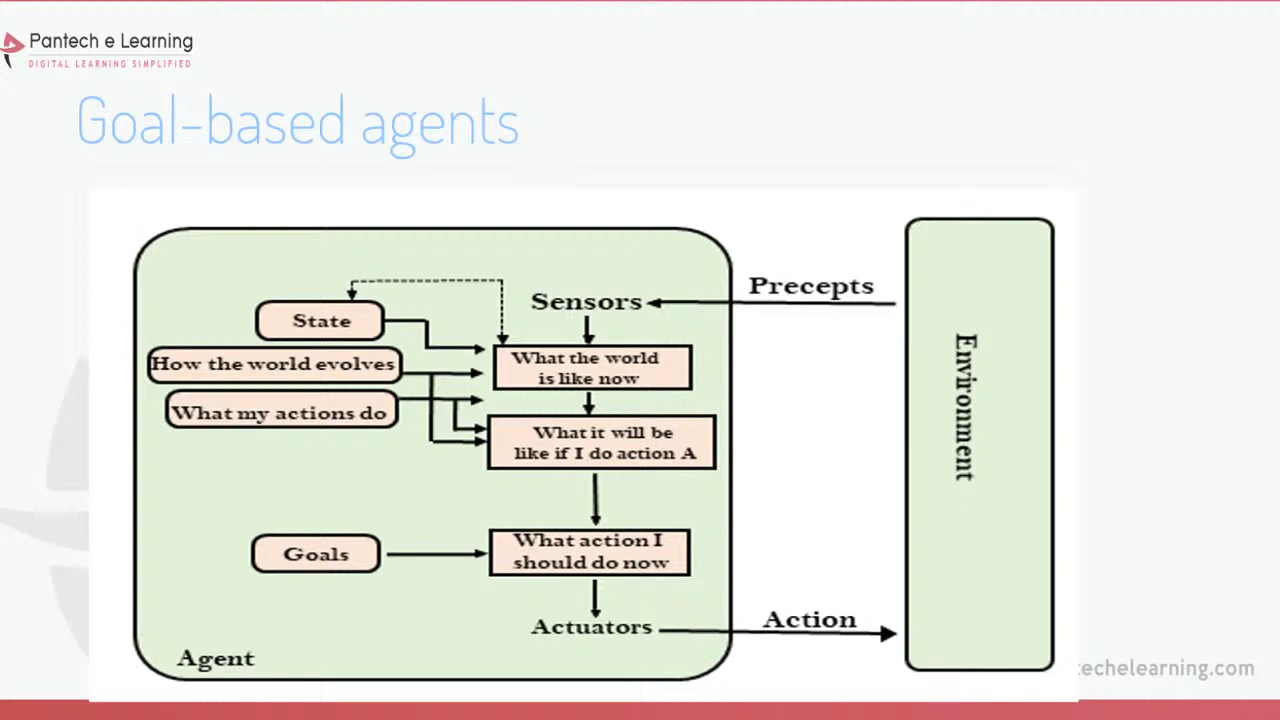 Pantech e Learning
DIGITAL LEARNING SIMPLIFIED
Goal-based agents
Precepts
Sensors
State
How the world evolves
What my actions do
What the world
is like now
What it will be
like if I do action A
Goals
What action I
should do now
Actuators
Action
Agent
Environment
techelearning.com